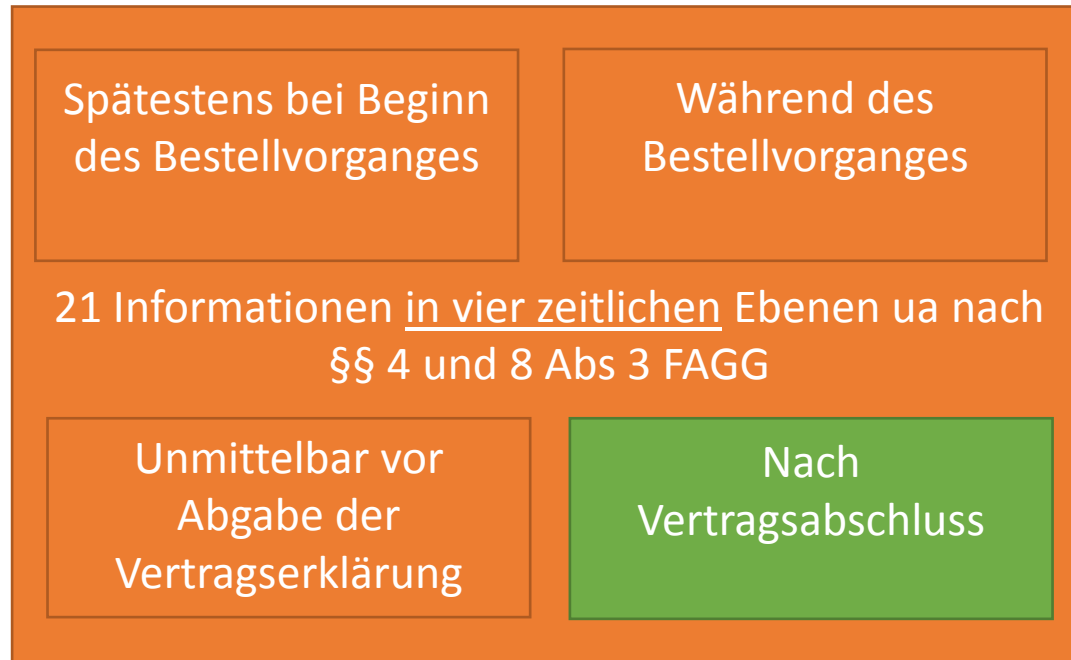 Spätestens bei Beginn
des Bestellvorganges
Während des
Bestellvorganges
21 Informationen in vier zeitlichen Ebenen ua nach
§§ 4 und 8 Abs 3 FAGG
Unmittelbar vor
Abgabe der
Vertragserklärung
Nach
Vertragsabschluss